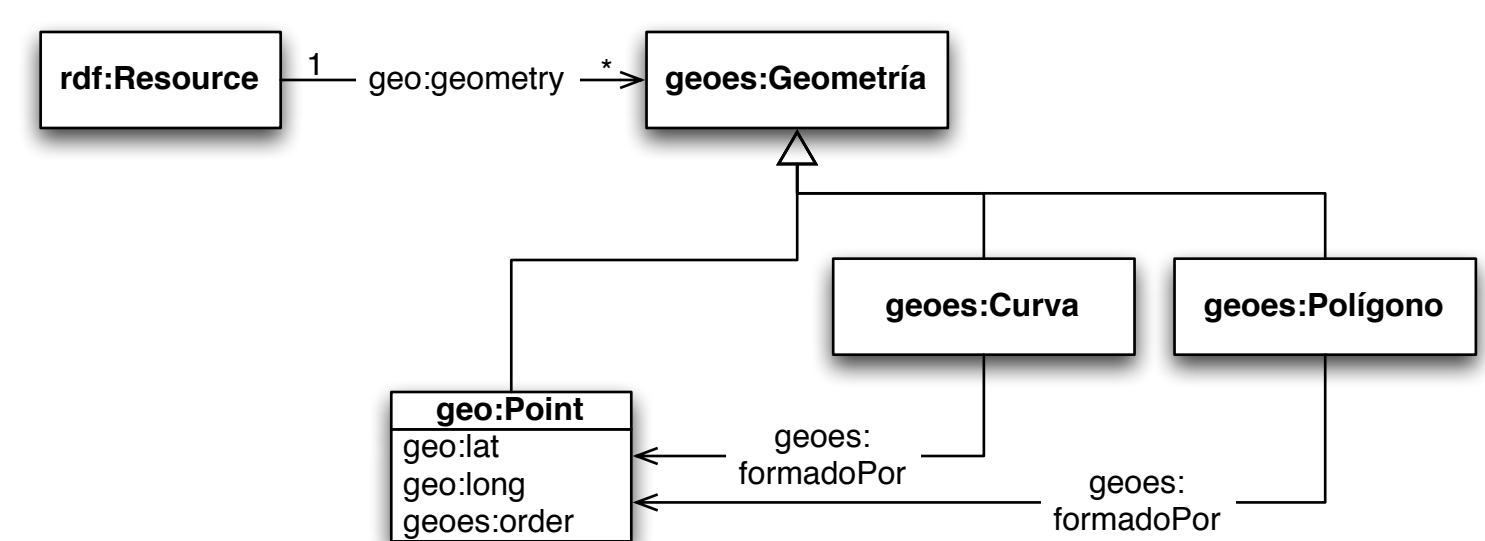 rdf:Resource
1
geo:geometry
*
geoes:Geometría
geoes:Curva
geoes:Polígono
geo:Point
geo:lat
geo:long
geoes:order
geoes:
formadoPor
geoes:
formadoPor